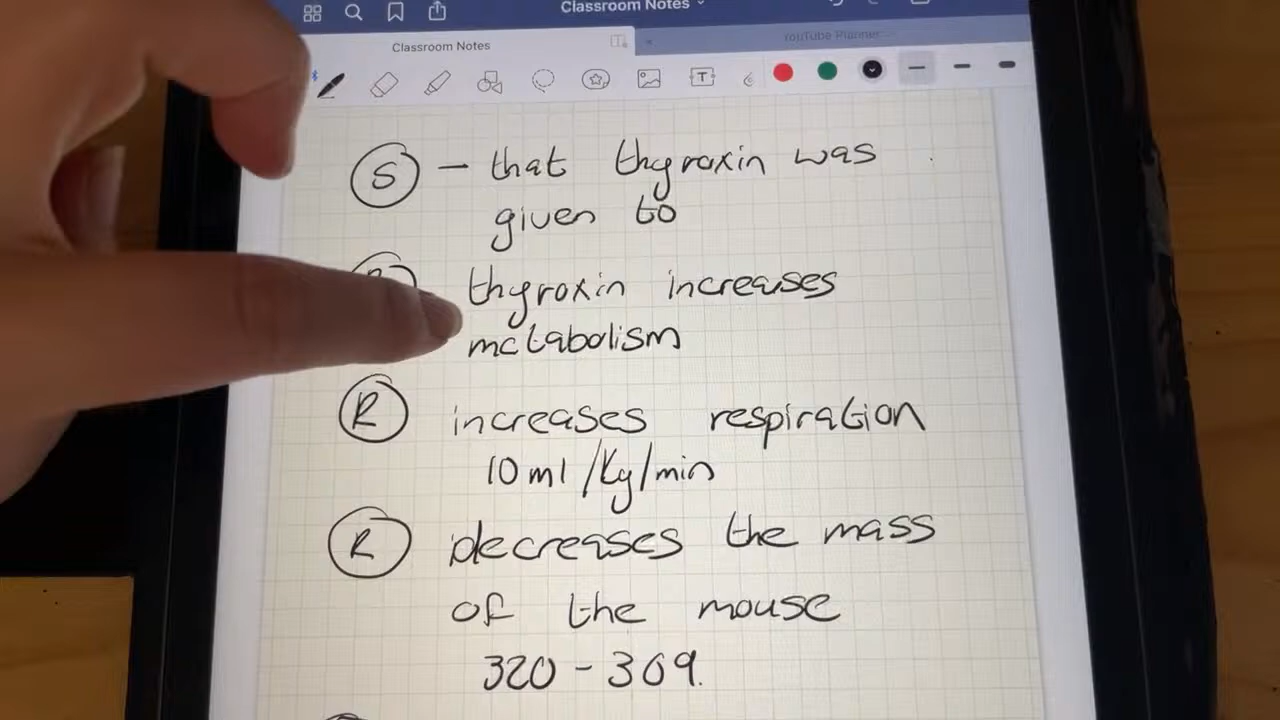 Classroom Notes
Classroom Notes
YouTube Planner
T
S - that thyroxin was
given to
thyroxin increases
metabolism
R increases respiration
10ml/Kg/min
R decreases the mass
of the mouse
320 - 309.